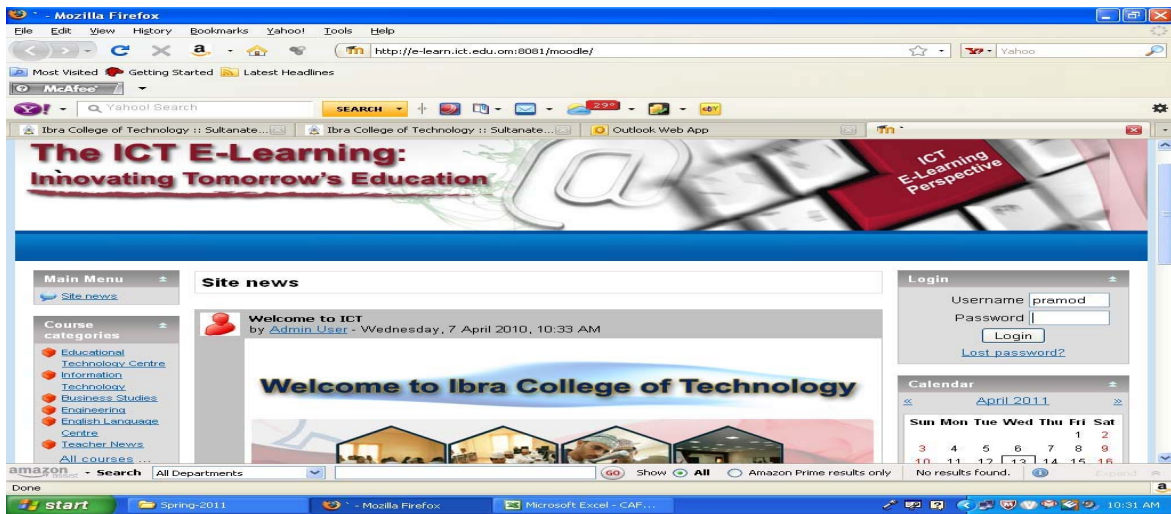 ` - Mozilla Firefox
File Edit View History Bookmarks Yahoo! Tools Help
http://e-learn.ict.edu.om:8081/moodle/
Yahoo
Most Visited Getting Started Latest Headlines
McAfee
Yahoo! Search SEARCH 29° ebY
Ibra College of Technology :: Sultanate... Ibra College of Technology :: Sultanate... Outlook Web App `
The ICT E-Learning:
Innovating Tomorrow's Education
@
ICT
E-Learning
Perspective
Main Menu
Site news
Course
categories
Educational
Technology Centre
Information
Technology
Business Studies
Engineering
English Language
Centre
Teacher News
All courses ...
Site news
Welcome to ICT
by Admin User - Wednesday, 7 April 2010, 10:33 AM
Welcome to Ibra College of Technology
Login
Username pramod
Password
Login
Lost password?
Calendar
« April 2011 »
Sun Mon Tue Wed Thu Fri Sat
1 2
3 4 5 6 7 8 9
10 11 12 13 14 15 16
amazon - Search All Departments GO Show All Amazon Prime results only No results found. Expand
Done
start Spring-2011 ` - Mozilla Firefox Microsoft Excel - CAF... 10:31 AM